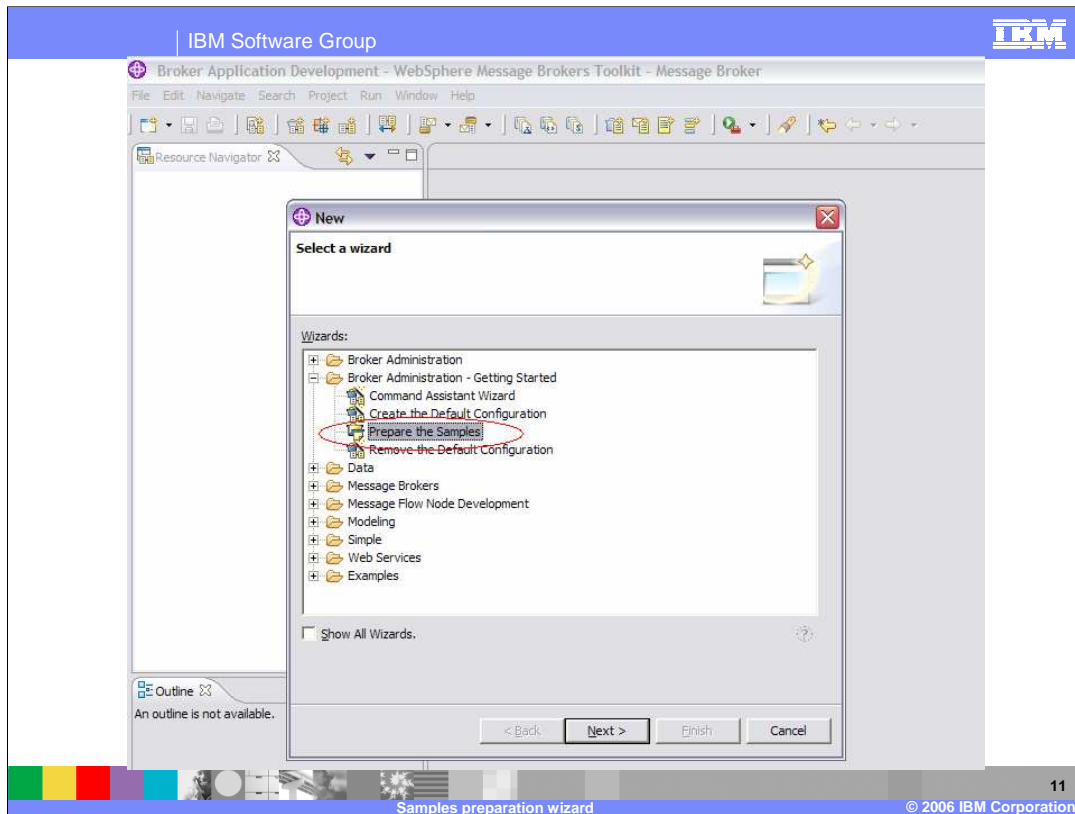 IBM Software Group
IBM
Broker Application Development - WebSphere Message Brokers Toolkit - Message Broker
File Edit Navigate Search Project Run Window Help
Resource Navigator
New
Select a wizard
Wizards:
Broker Administration
Broker Administration - Getting Started
Command Assistant Wizard
Create the Default Configuration
Prepare the Samples
Remove the Default Configuration
Data
Message Brokers
Message Flow Node Development
Modeling
Simple
Web Services
Examples
Show All Wizards.
Outline
An outline is not available.
< Back Next > Finish Cancel
11
Samples preparation wizard © 2006 IBM Corporation